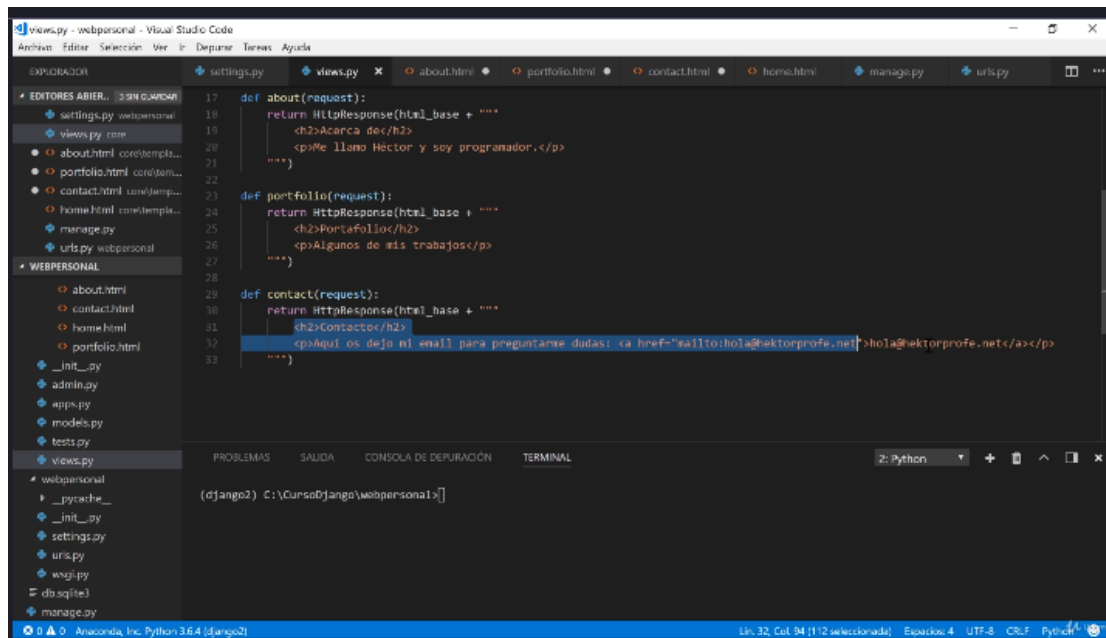 views.py - webpersonal - Visual Studio Code
Archivo Editar Selección Ver Ir Depurar Tareas Ayuda
EXPLORADOR
settings.py views.py about.html portfolio.html contact.html home.html manage.py urls.py
EDITORES ABIER.. 3 SIN GUARDAR
settings.py webpersonal
views.py core
about.html core\templa...
portfolio.html core\tem...
contact.html core\temp...
home.html core\templa...
manage.py
urls.py webpersonal
WEBPERSONAL
about.html
contact.html
home.html
portfolio.html
__init__.py
admin.py
apps.py
models.py
tests.py
views.py
webpersonal
__pycache__
__init__.py
settings.py
urls.py
wsgi.py
db.sqlite3
manage.py
17 def about(request):
18 return HttpResponse(html_base + """
19 <h2>Acerca de</h2>
20 <p>Me llamo Héctor y soy programador.</p>
21 """)
22
23 def portfolio(request):
24 return HttpResponse(html_base + """
25 <h2>Portafolio</h2>
26 <p>Algunos de mis trabajos</p>
27 """)
28
29 def contact(request):
30 return HttpResponse(html_base + """
31 <h2>Contacto</h2>
32 <p>Aquí os dejo mi email para preguntarme dudas: <a href="mailto:hola@hektorprofe.net">hola@hektorprofe.net</a></p>
33 """)
PROBLEMAS SALIDA CONSOLA DE DEPURACIÓN TERMINAL
2: Python
(django2) C:\CursoDjango\webpersonal>
0 0 Anaconda, Inc. Python 3.6.4 (django2)
Lín. 32, Col. 94 (112 seleccionada) Espacios: 4 UTF-8 CRLF Python